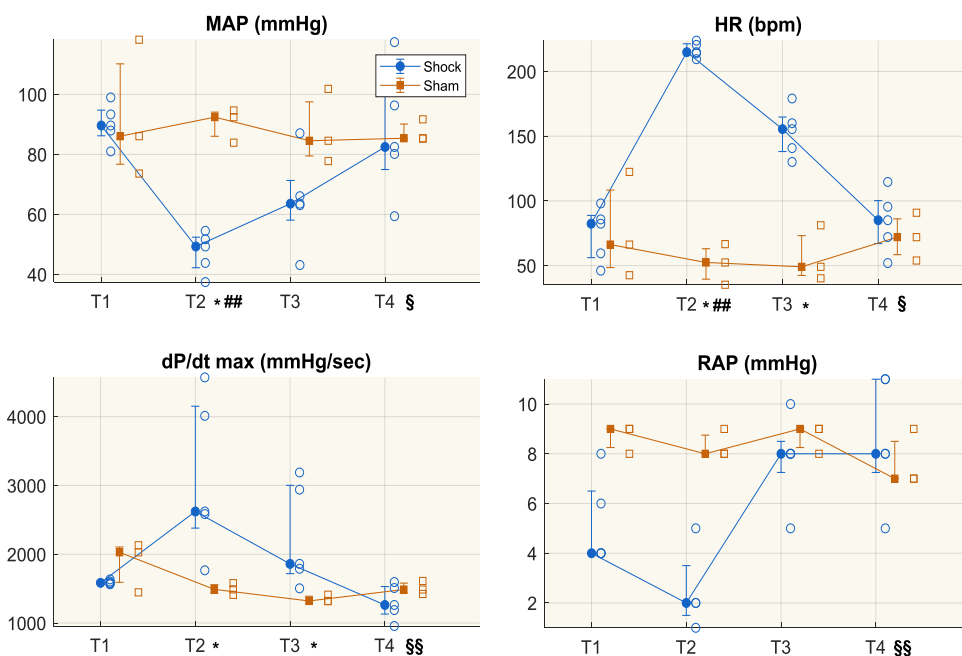 MAP (mmHg)
Shock
Sham
100
80
60
40
T1 T2 * ## T3 T4 §
HR (bpm)
200
150
100
50
T1 T2 * ## T3 * T4 §
dP/dt max (mmHg/sec)
4000
3000
2000
1000
T1 T2 * T3 * T4 §§
RAP (mmHg)
10
8
6
4
2
T1 T2 T3 T4 §§